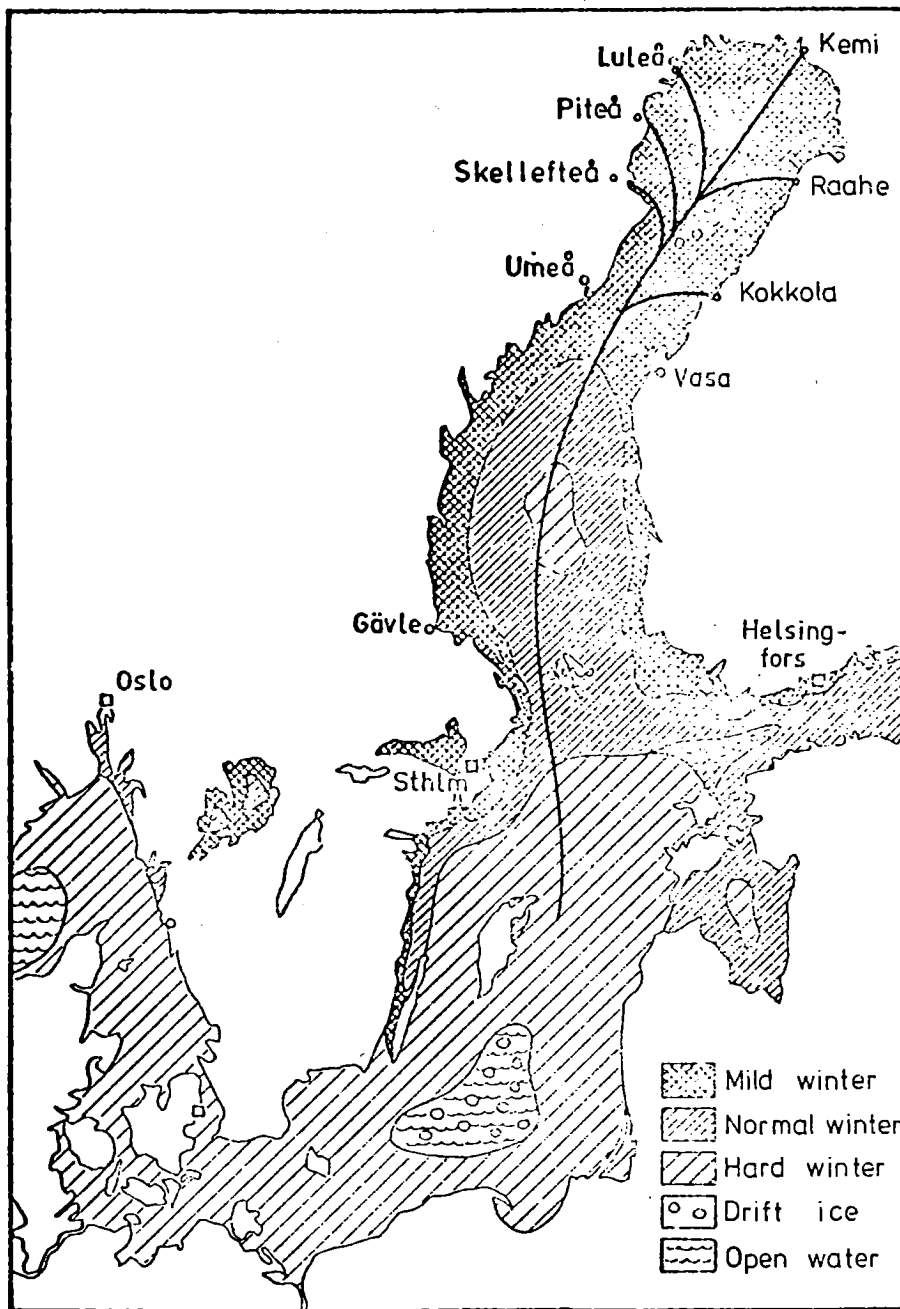 Kemi
Luleå
Piteå
Skellefteå
Raahe
Umeå
Kokkola
Vasa
Gävle
Helsing-
fors
Oslo
Sthlm
Mild winter
Normal winter
Hard winter
Drift ice
Open water